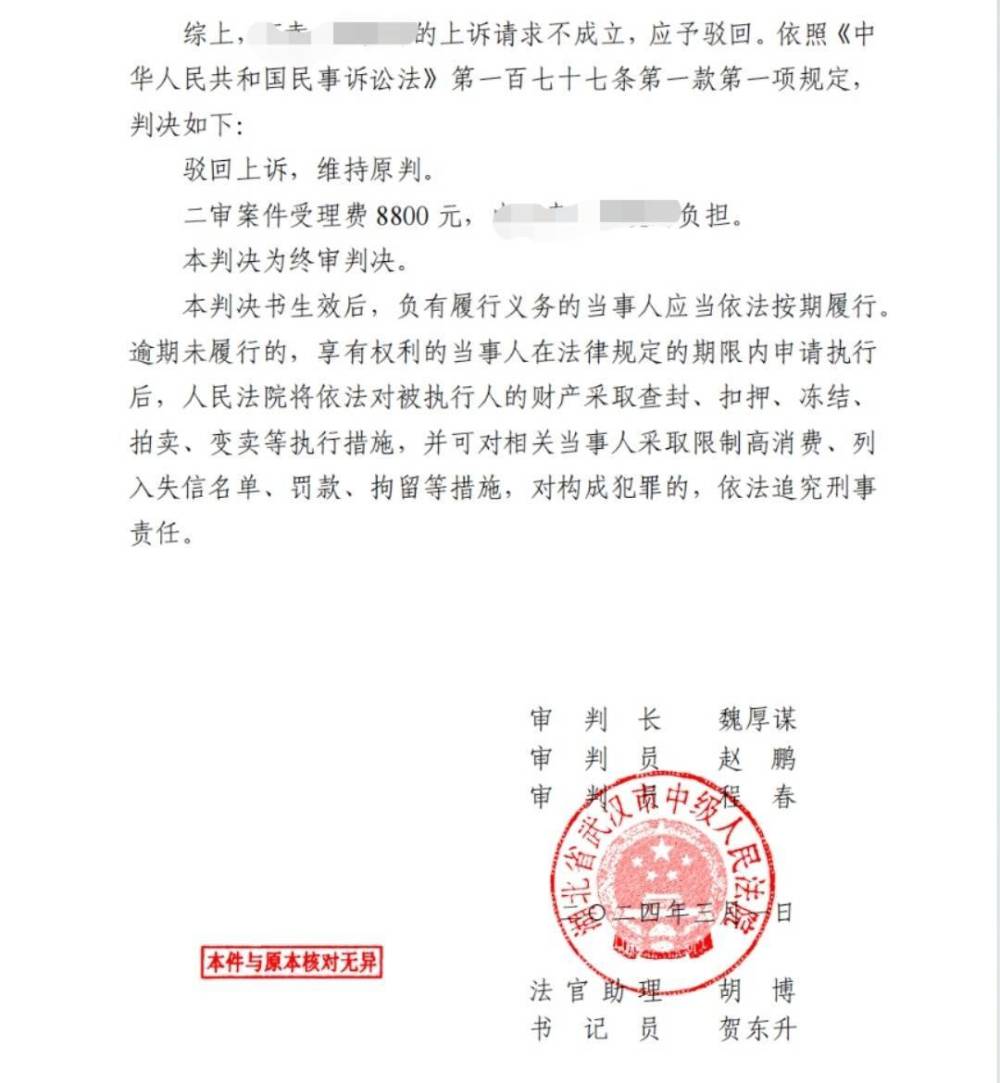 综上，的上诉请求不成立，应予驳回。依照《中
华人民共和国民事诉讼法》第一百七十七条第一款第一项规定，
判决如下：
驳回上诉，维持原判。
二审案件受理费 8800 元，负担。
本判决为终审判决。
本判决书生效后，负有履行义务的当事人应当依法按期履行。
逾期未履行的，享有权利的当事人在法律规定的期限内申请执行
后，人民法院将依法对被执行人的财产采取查封、扣押、冻结、
拍卖、变卖等执行措施，并可对相关当事人采取限制高消费、列
入失信名单、罚款、拘留等措施，对构成犯罪的，依法追究刑事
责任。
审 判 长 魏厚谋
审 判 员 赵 鹏
审 判 员 程 春
湖北省武汉市中级人民法院
二〇二四年三月一日
本件与原本核对无异
法官助理 胡 博
书 记 员 贺东升